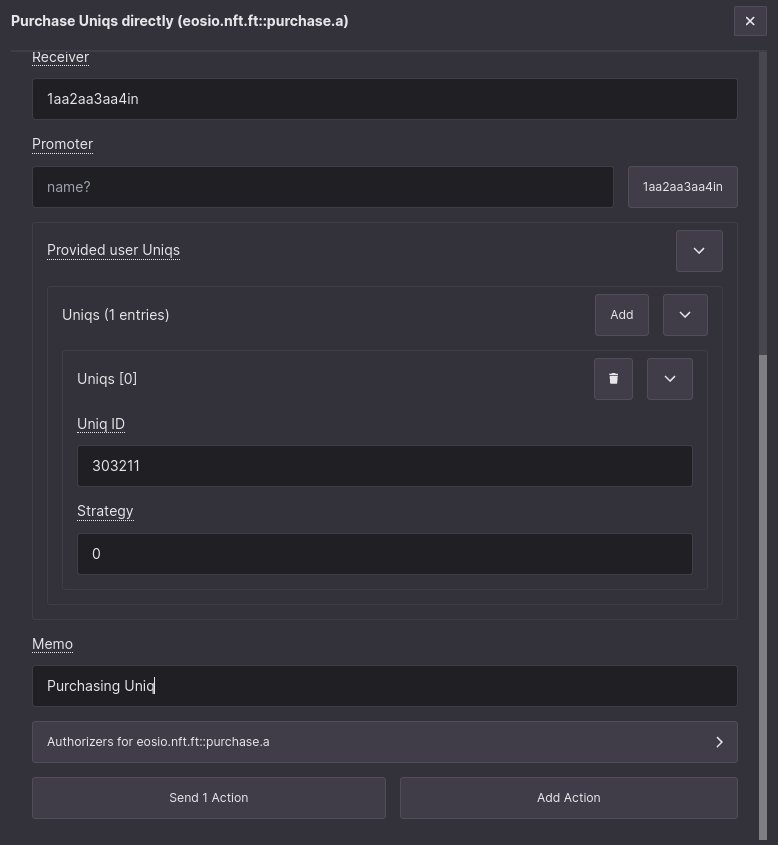 Purchase Uniqs directly (eosio.nft.ft::purchase.a)
Receiver
1aa2aa3aa4in
Promoter
name?
1aa2aa3aa4in
Provided user Uniqs
Uniqs (1 entries)
Add
Uniqs [0]
Uniq ID
303211
Strategy
0
Memo
Purchasing Uniq
Authorizers for eosio.nft.ft::purchase.a
Send 1 Action
Add Action